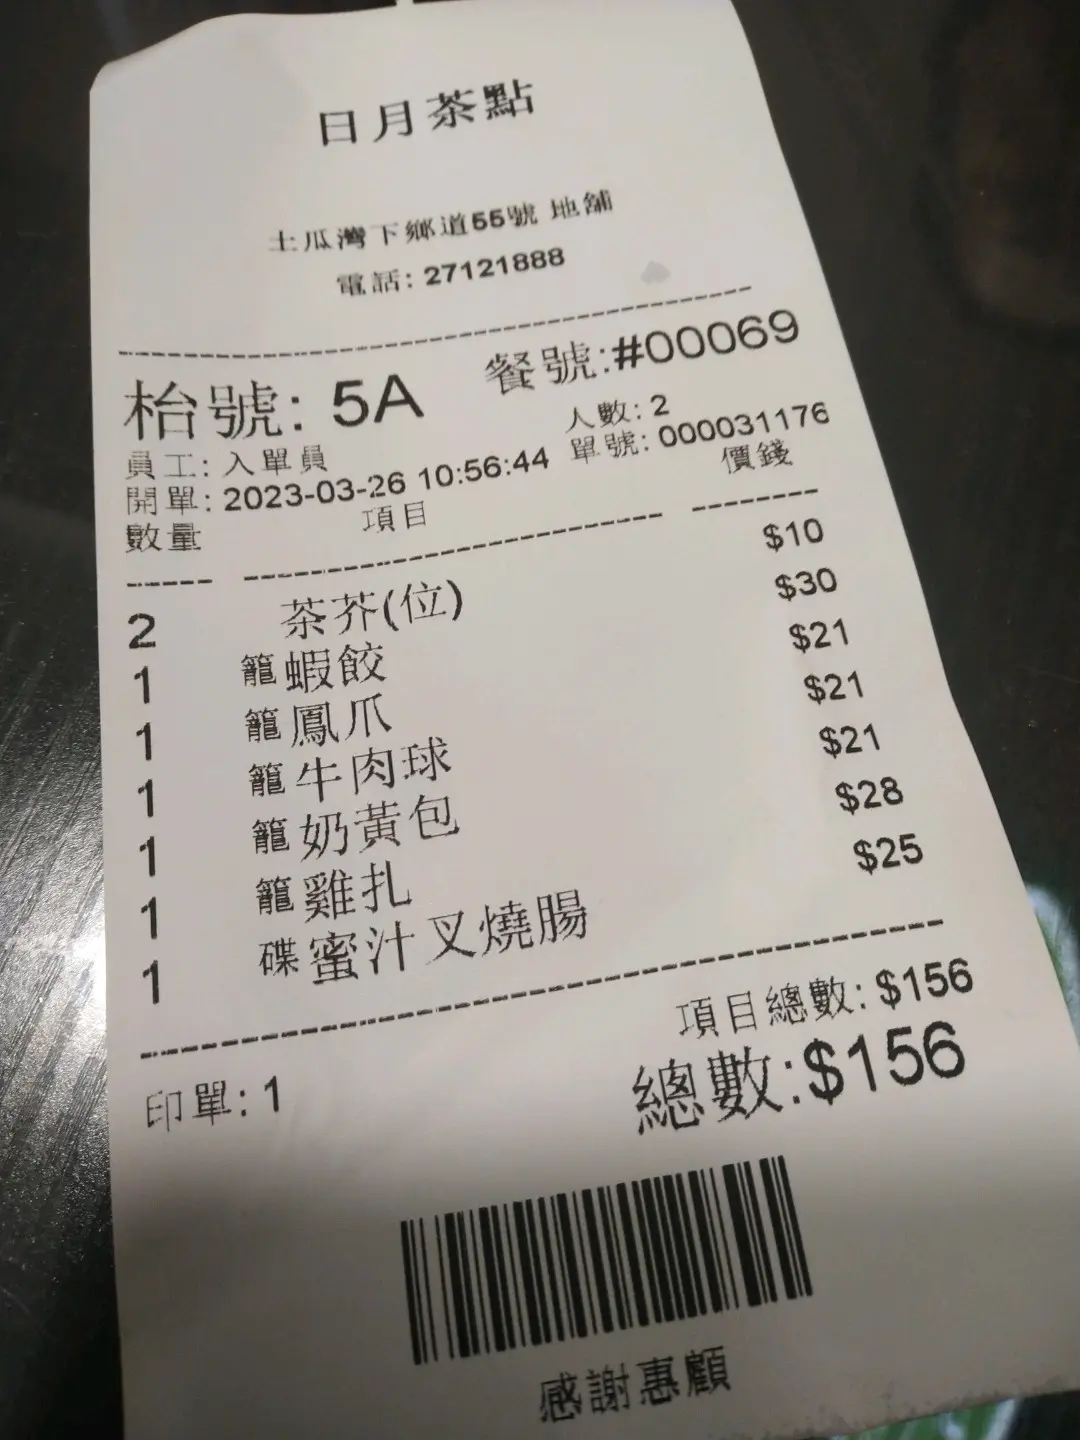 日月茶點
土瓜灣下鄉道55號 地舖
電話: 27121888
枱號: 5A 餐號:#00069
員工: 入單員 人數: 2
開單: 2023-03-26 10:56:44 單號: 000031176
數量 項目 價錢
2 茶芥(位) $10
1 籠蝦餃 $30
1 籠鳳爪 $21
1 籠牛肉球 $21
1 籠奶黃包 $21
1 籠雞扎 $28
1 碟蜜汁叉燒腸 $25
項目總數: $156
印單: 1 總數:$156
感謝惠顧